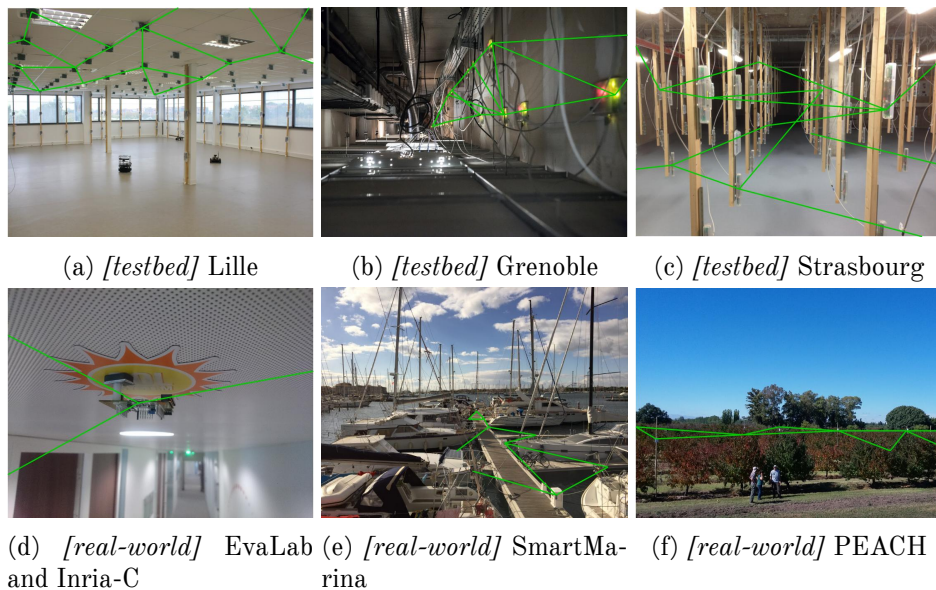 (a) [testbed] Lille
(b) [testbed] Grenoble
(c) [testbed] Strasbourg
(d) [real-world] EvaLab
and Inria-C
(e) [real-world] SmartMa-
rina
(f) [real-world] PEACH